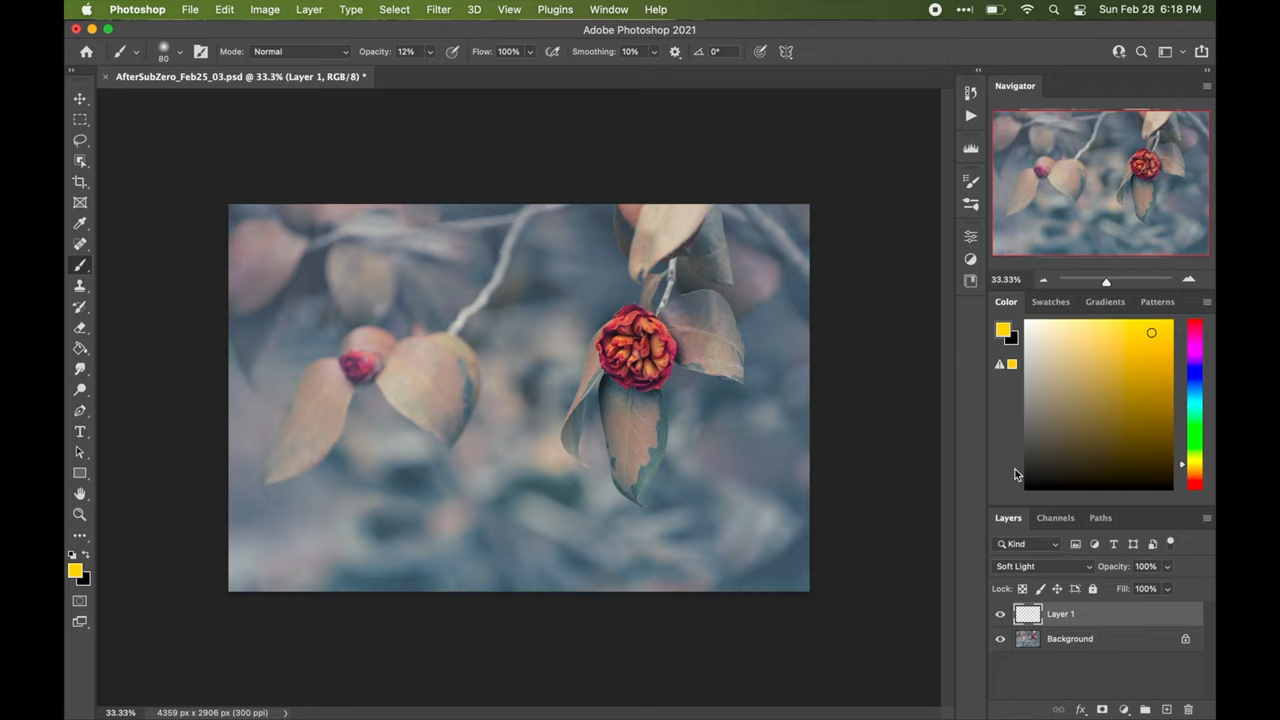 Photoshop File Edit Image Layer Type Select Filter 3D View Plugins Window Help Sun Feb 28 6:18 PM
Adobe Photoshop 2021
80 Mode: Normal Opacity: 12% Flow: 100% Smoothing: 10% 0°
AfterSubZero_Feb25_03.psd @ 33.3% (Layer 1, RGB/8) *
Navigator
33.33%
Color Swatches Gradients Patterns
Layers Channels Paths
Kind
Soft Light Opacity: 100%
Lock: Fill: 100%
Layer 1
Background
33.33% 4359 px x 2906 px (300 ppi)